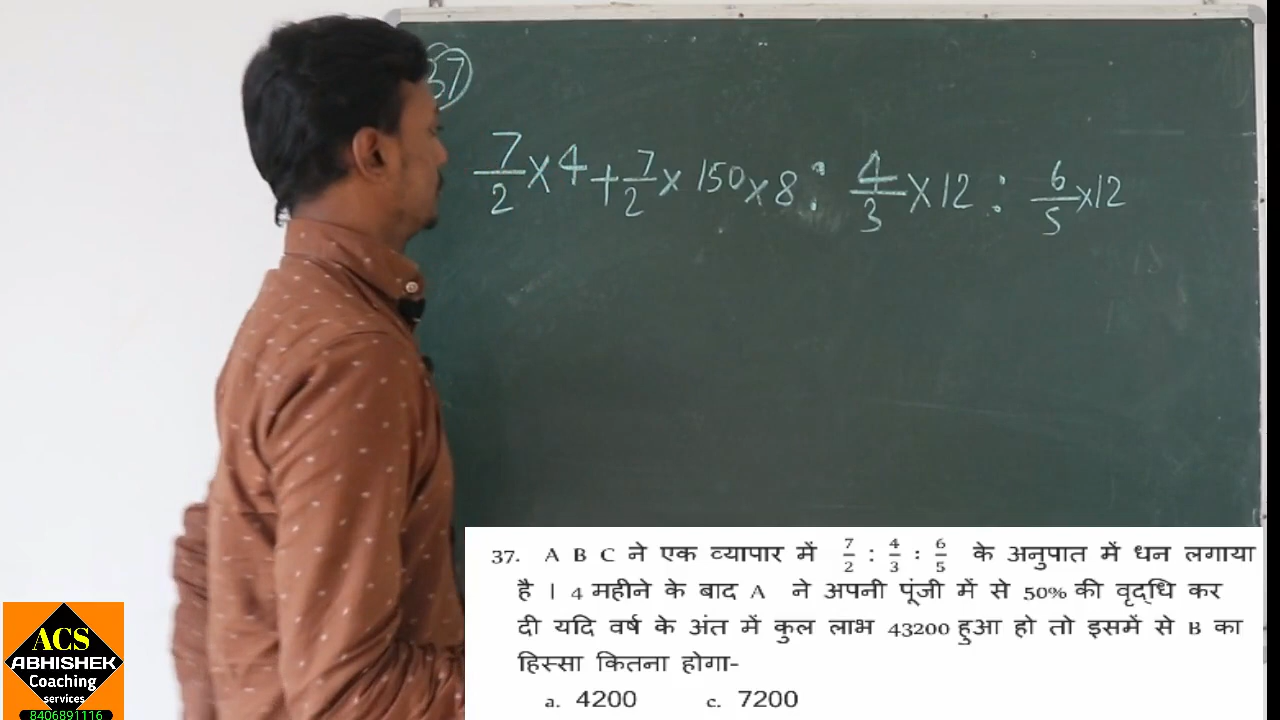 37
7/2 × 4 + 7/2 × 150 × 8 : 4/3 × 12 : 6/5 × 12
37. A B C ने एक व्यापार में 7/2 : 4/3 : 6/5 के अनुपात में धन लगाया
है । 4 महीने के बाद A ने अपनी पूंजी में से 50% की वृद्धि कर
दी यदि वर्ष के अंत में कुल लाभ 43200 हुआ हो तो इसमें से B का
हिस्सा कितना होगा-
a. 4200 c. 7200
ACS
ABHISHEK
Coaching
services
8406891116